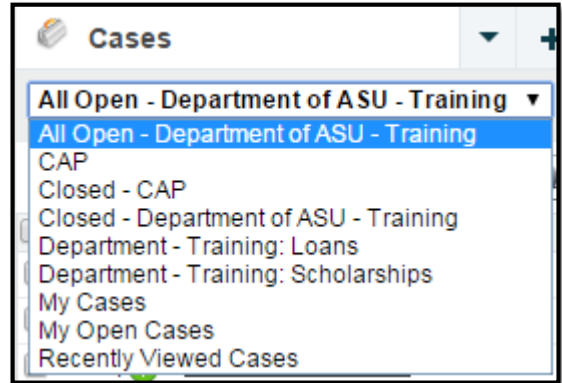 Cases
All Open - Department of ASU - Training
All Open - Department of ASU - Training
CAP
Closed - CAP
Closed - Department of ASU - Training
Department - Training: Loans
Department - Training: Scholarships
My Cases
My Open Cases
Recently Viewed Cases